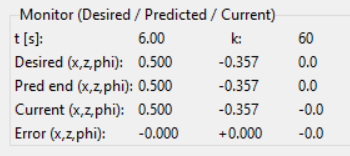 Monitor (Desired / Predicted / Current)
t [s]: 6.00 k: 60
Desired (x,z,phi): 0.500 -0.357 0.0
Pred end (x,z,phi): 0.500 -0.357 0.0
Current (x,z,phi): 0.500 -0.357 -0.0
Error (x,z,phi): -0.000 +0.000 -0.0